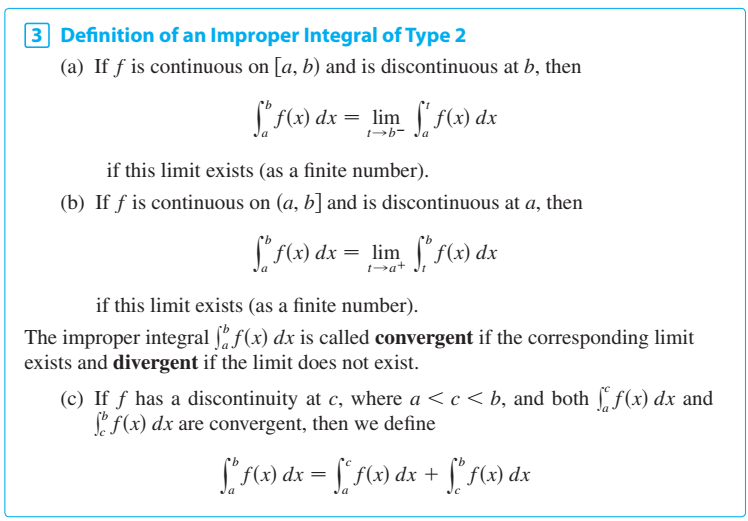 3 Definition of an Improper Integral of Type 2
(a) If f is continuous on [a, b) and is discontinuous at b, then
∫_a^b f(x) dx = lim_{t→b⁻} ∫_a^t f(x) dx
if this limit exists (as a finite number).
(b) If f is continuous on (a, b] and is discontinuous at a, then
∫_a^b f(x) dx = lim_{t→a⁺} ∫_t^b f(x) dx
if this limit exists (as a finite number).
The improper integral ∫_a^b f(x) dx is called convergent if the corresponding limit
exists and divergent if the limit does not exist.
(c) If f has a discontinuity at c, where a < c < b, and both ∫_a^c f(x) dx and
∫_c^b f(x) dx are convergent, then we define
∫_a^b f(x) dx = ∫_a^c f(x) dx + ∫_c^b f(x) dx